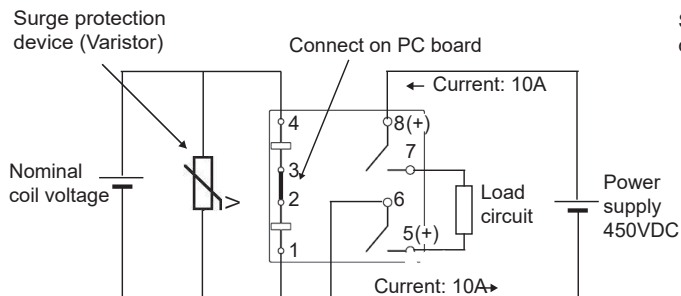 Surge protection
device (Varistor)
Connect on PC board
← Current: 10A
4
8(+)
3
7
Nominal
coil voltage
V
2
6
Load
circuit
Power
supply
450VDC
1
5(+)
Current: 10A→